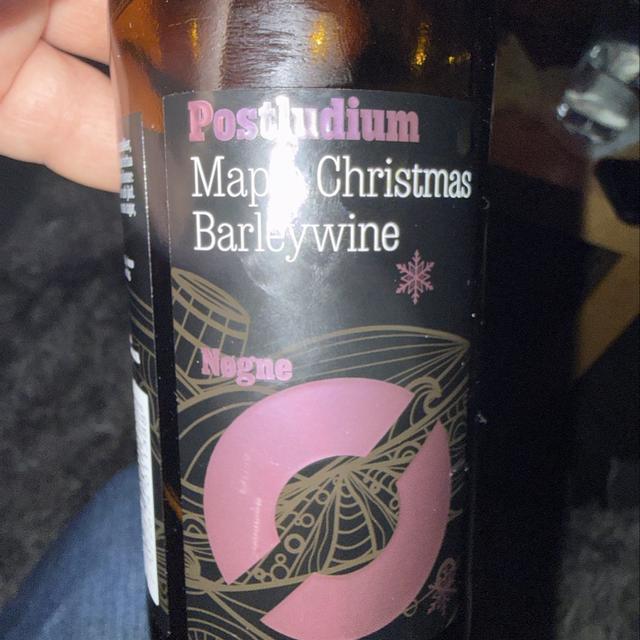 Postludium
Christmas
Barleywine
Nøgne
Ø